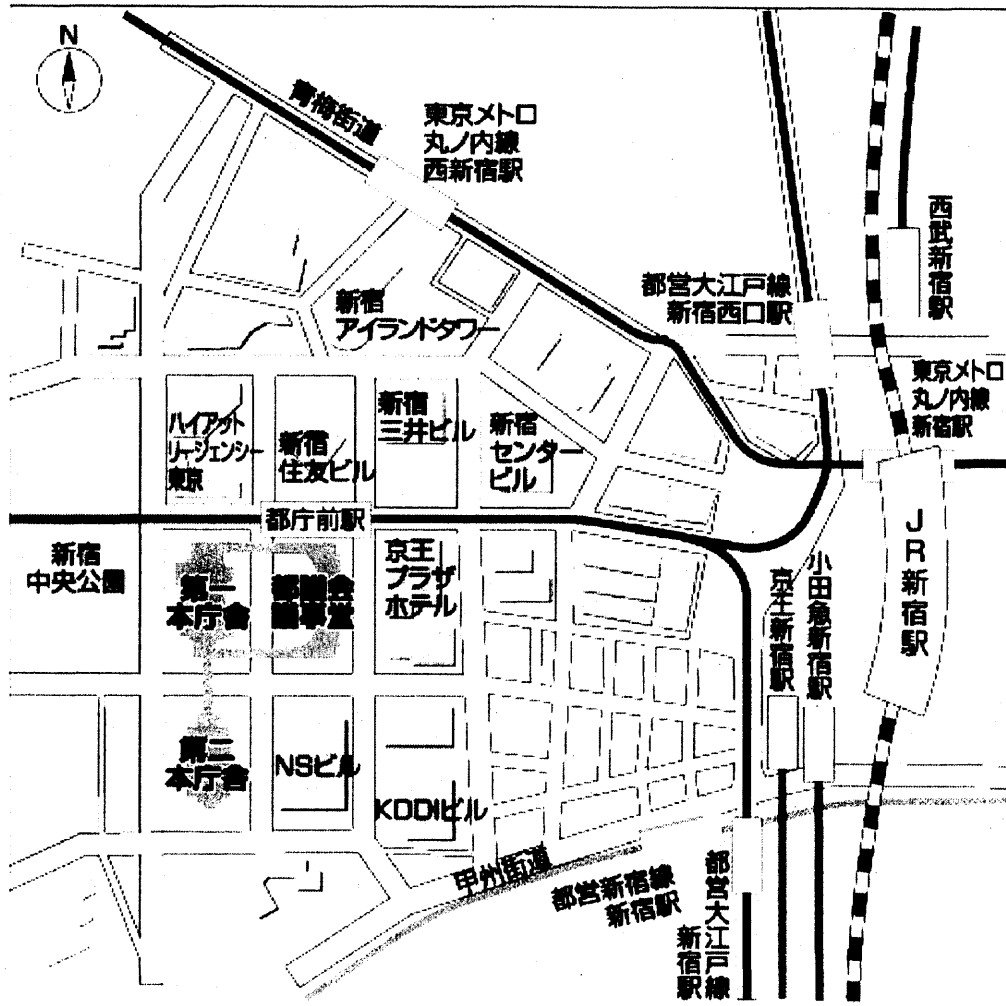 N
青梅街道
東京メトロ
丸ノ内線
西新宿駅
西武新宿駅
都営大江戸線
新宿西口駅
新宿
アイランドタワー
東京メトロ
丸ノ内線
新宿駅
ハイアット
リージェンシー
東京
新宿
住友ビル
新宿
三井ビル
新宿
センター
ビル
都庁前駅
新宿
中央公園
第一
本庁舎
都議会
議事堂
京王
プラザ
ホテル
京王新宿駅
小田急新宿駅
JR新宿駅
第二
本庁舎
NSビル
KDDIビル
甲州街道
都営新宿線
新宿駅
都営大江戸線
新宿駅